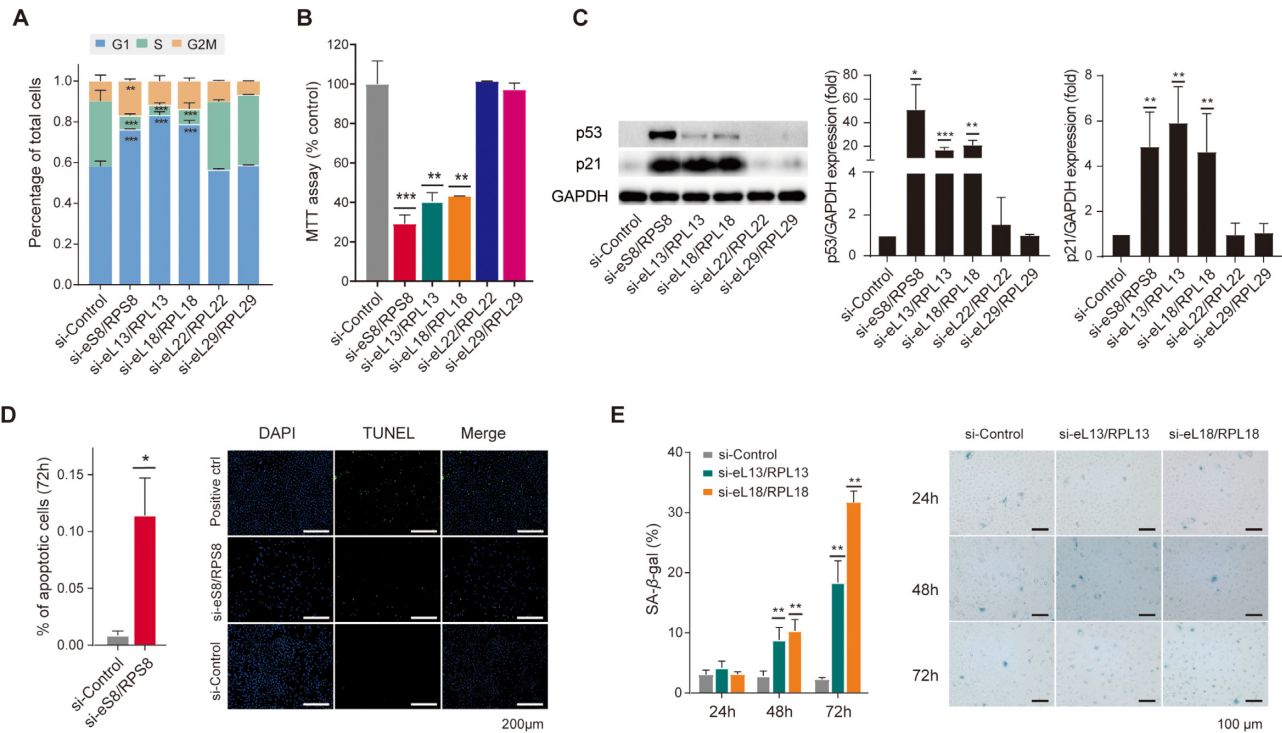 A
G1 S G2M
Percentage of total cells
1.0
0.8
0.6
0.4
0.2
0.0
** *** *** *** *** *** ***
si-Control
si-eS8/RPS8
si-eL13/RPL13
si-eL18/RPL18
si-eL22/RPL22
si-eL29/RPL29
B
MTT assay (% control)
120
100
80
60
40
20
0
*** ** **
si-Control
si-eS8/RPS8
si-eL13/RPL13
si-eL18/RPL18
si-eL22/RPL22
si-eL29/RPL29
C
p53
p21
GAPDH
si-Control
si-eS8/RPS8
si-eL13/RPL13
si-eL18/RPL18
si-eL22/RPL22
si-eL29/RPL29
p53/GAPDH expression (fold)
80
60
40
20
4
2
0
* *** **
si-Control
si-eS8/RPS8
si-eL13/RPL13
si-eL18/RPL18
si-eL22/RPL22
si-eL29/RPL29
p21/GAPDH expression (fold)
8
6
4
2
0
** ** **
si-Control
si-eS8/RPS8
si-eL13/RPL13
si-eL18/RPL18
si-eL22/RPL22
si-eL29/RPL29
D
% of apoptotic cells (72h)
0.15
0.10
0.05
0.00
*
si-Control
si-eS8/RPS8
DAPI TUNEL Merge
Positive ctrl
si-eS8/RPS8
si-Control
200μm
E
SA-β-gal (%)
40
30
20
10
0
si-Control
si-eL13/RPL13
si-eL18/RPL18
** ** ** **
24h 48h 72h
si-Control si-eL13/RPL13 si-eL18/RPL18
24h
48h
72h
100 μm